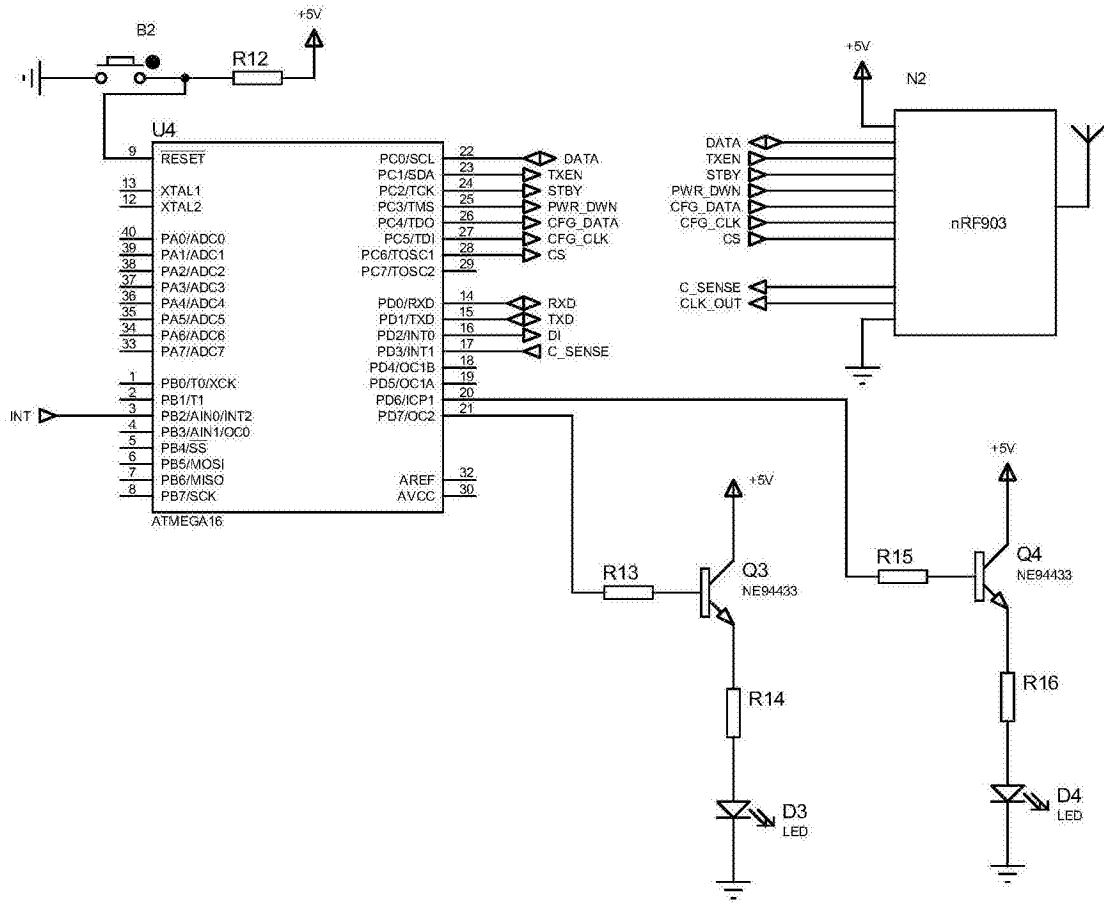 +5V
B2
R12
+5V
N2
U4
9 RESET
13 XTAL1
12 XTAL2
40 PA0/ADC0
39 PA1/ADC1
38 PA2/ADC2
37 PA3/ADC3
36 PA4/ADC4
35 PA5/ADC5
34 PA6/ADC6
33 PA7/ADC7
1 PB0/T0/XCK
2 PB1/T1
INT 3 PB2/AIN0/INT2
4 PB3/AIN1/OC0
5 PB4/SS
6 PB5/MOSI
7 PB6/MISO
8 PB7/SCK
PC0/SCL 22 DATA
PC1/SDA 23 TXEN
PC2/TCK 24 STBY
PC3/TMS 25 PWR_DWN
PC4/TDO 26 CFG_DATA
PC5/TDI 27 CFG_CLK
PC6/TOSC1 28 CS
PC7/TOSC2 29
PD0/RXD 14 RXD
PD1/TXD 15 TXD
PD2/INT0 16 DI
PD3/INT1 17 C_SENSE
PD4/OC1B 18
PD5/OC1A 19
PD6/ICP1 20
PD7/OC2 21
AREF 32
AVCC 30
ATMEGA16
DATA
TXEN
STBY
PWR_DWN
CFG_DATA
CFG_CLK
CS
C_SENSE
CLK_OUT
nRF903
+5V
R13
Q3
NE94433
R14
D3
LED
+5V
R15
Q4
NE94433
R16
D4
LED